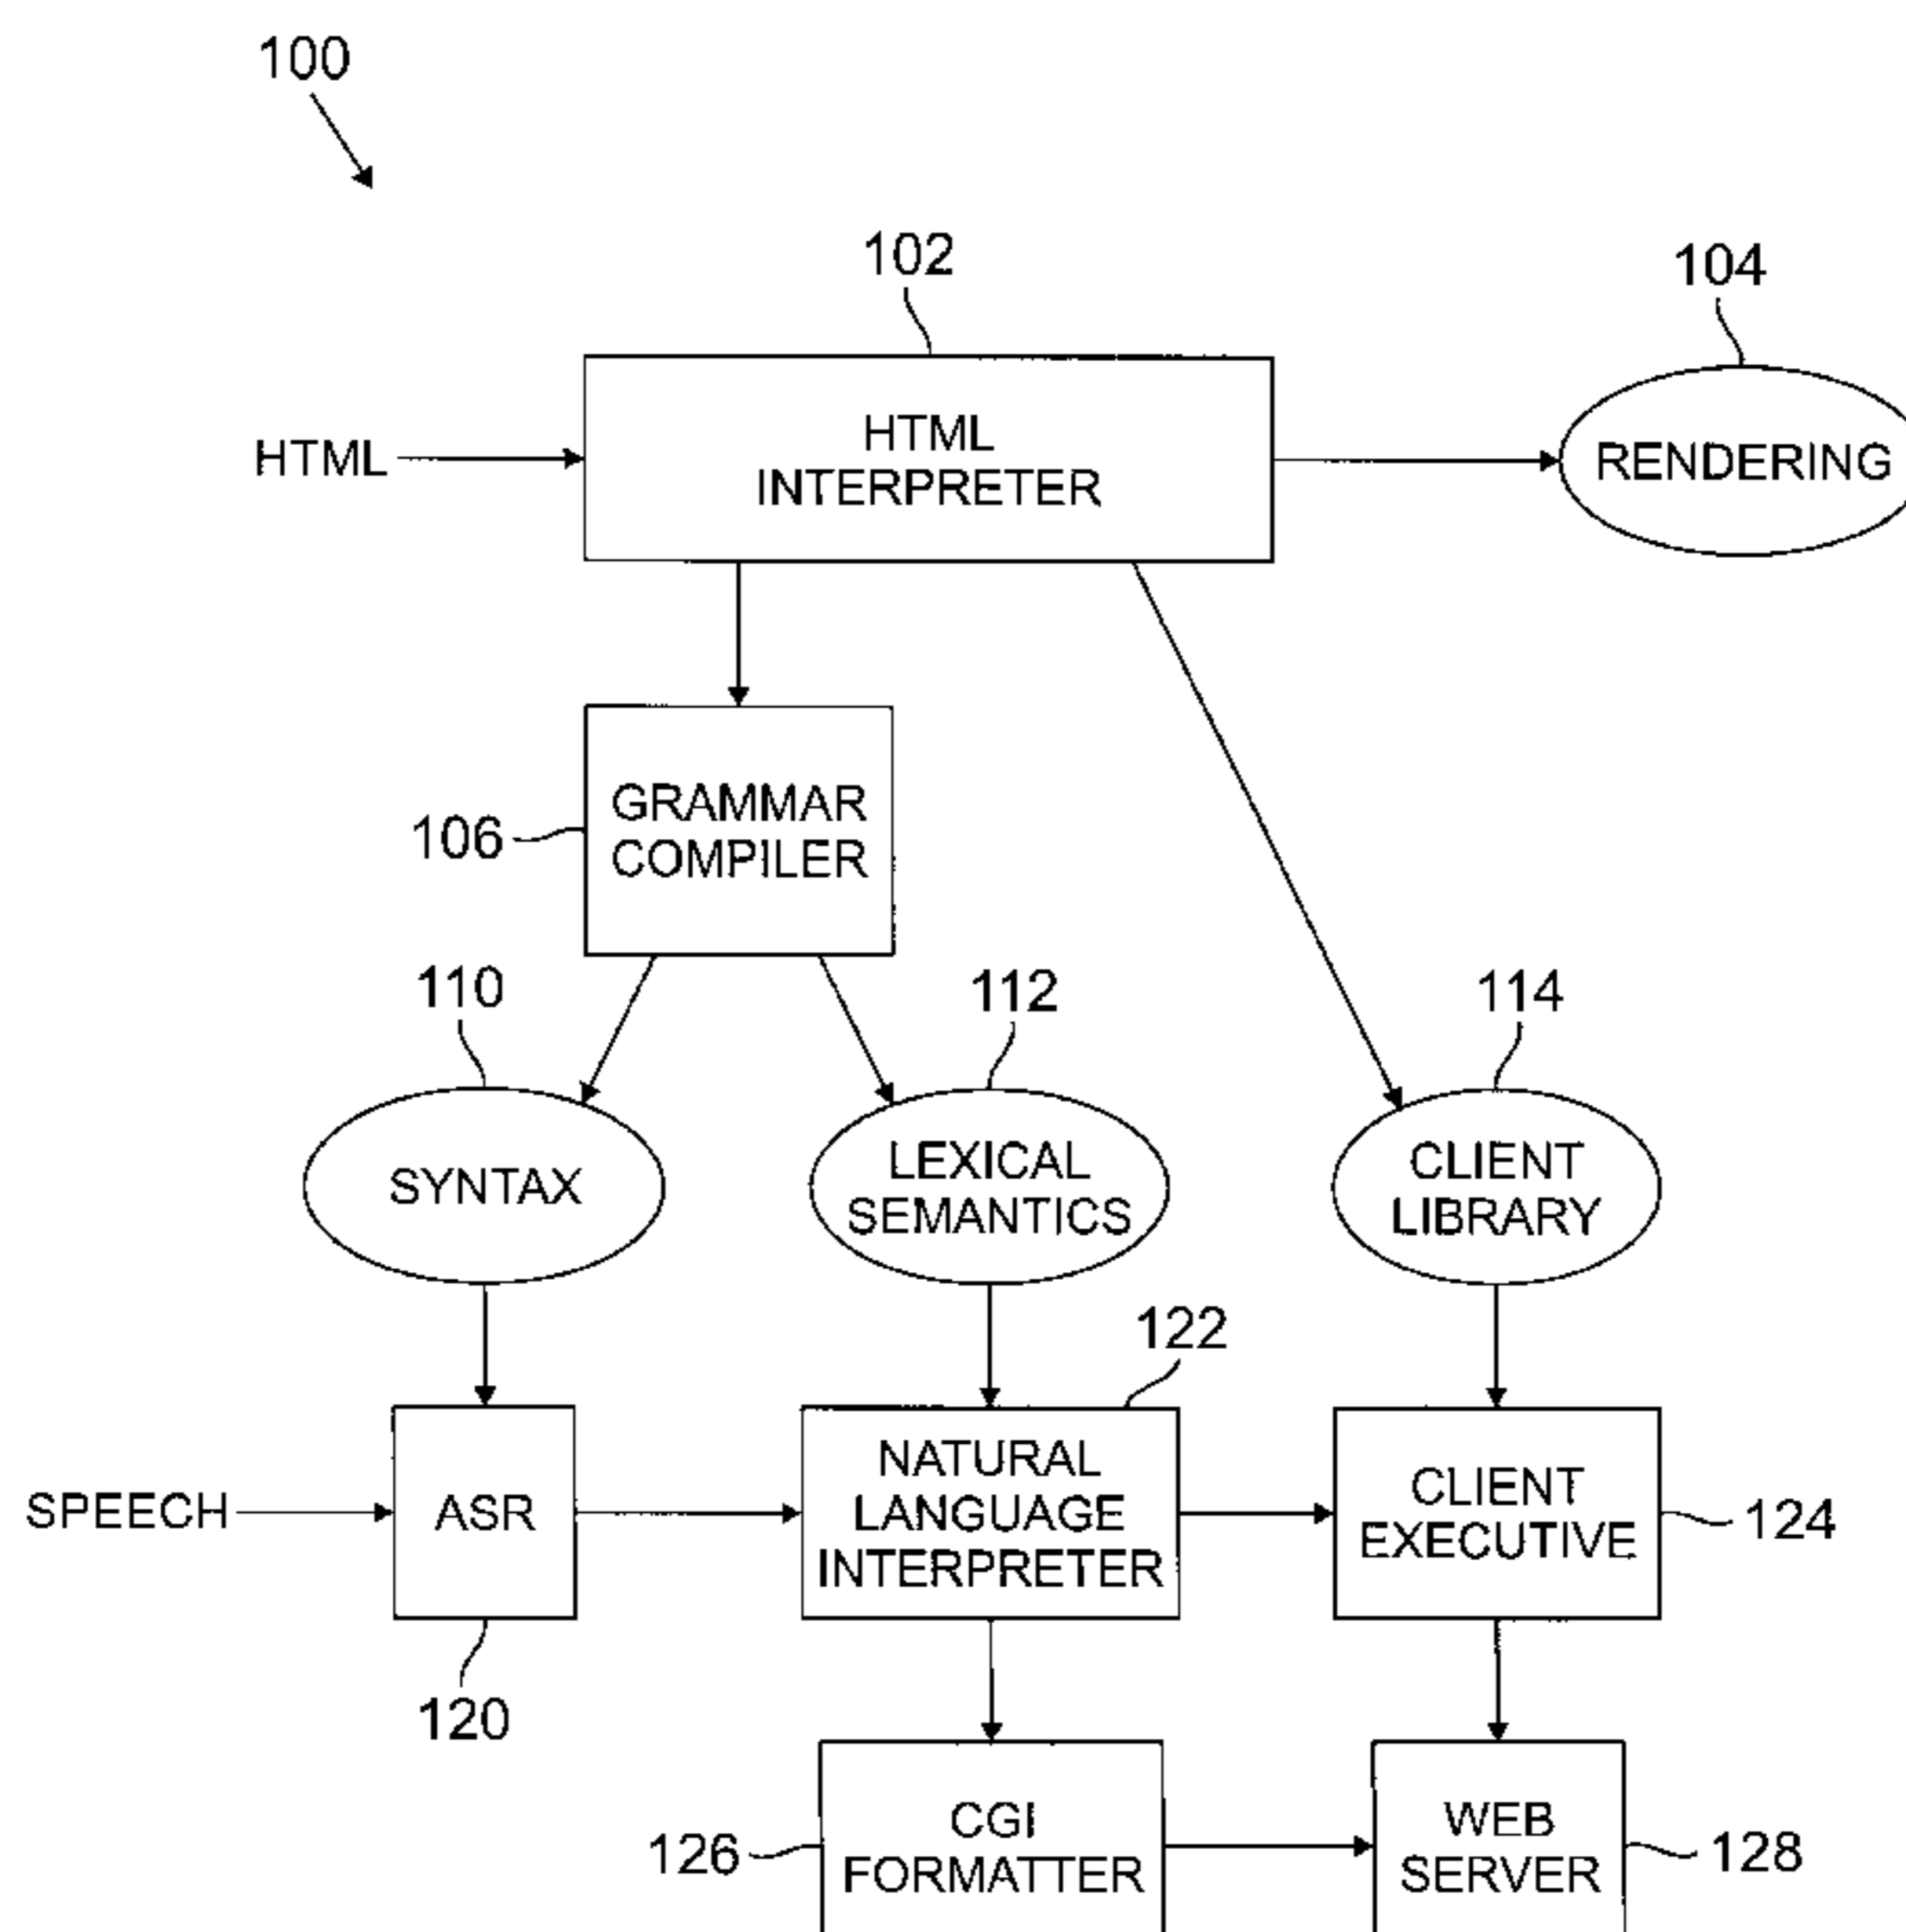 100
102
104
HTML
HTML
INTERPRETER
RENDERING
106
GRAMMAR
COMPILER
110
112
114
SYNTAX
LEXICAL
SEMANTICS
CLIENT
LIBRARY
122
SPEECH
ASR
NATURAL
LANGUAGE
INTERPRETER
CLIENT
EXECUTIVE
124
120
126
CGI
FORMATTER
WEB
SERVER
128